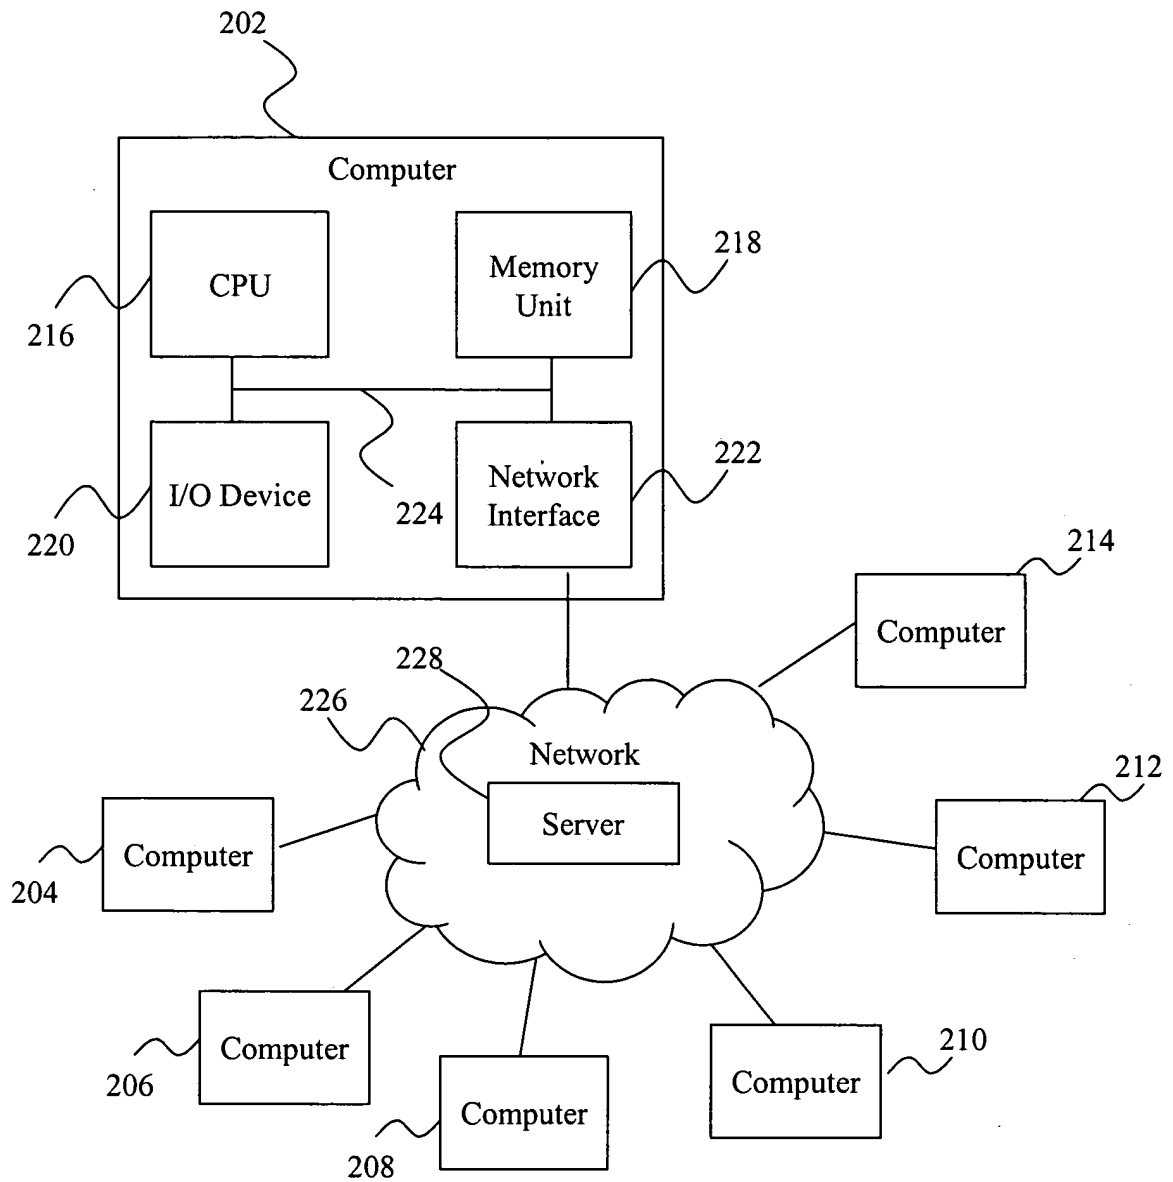 202
Computer
CPU
Memory
Unit
218
216
I/O Device
Network
Interface
222
220
224
214
Computer
228
226
Network
Server
212
Computer
Computer
204
Computer
206
Computer
208
Computer
210